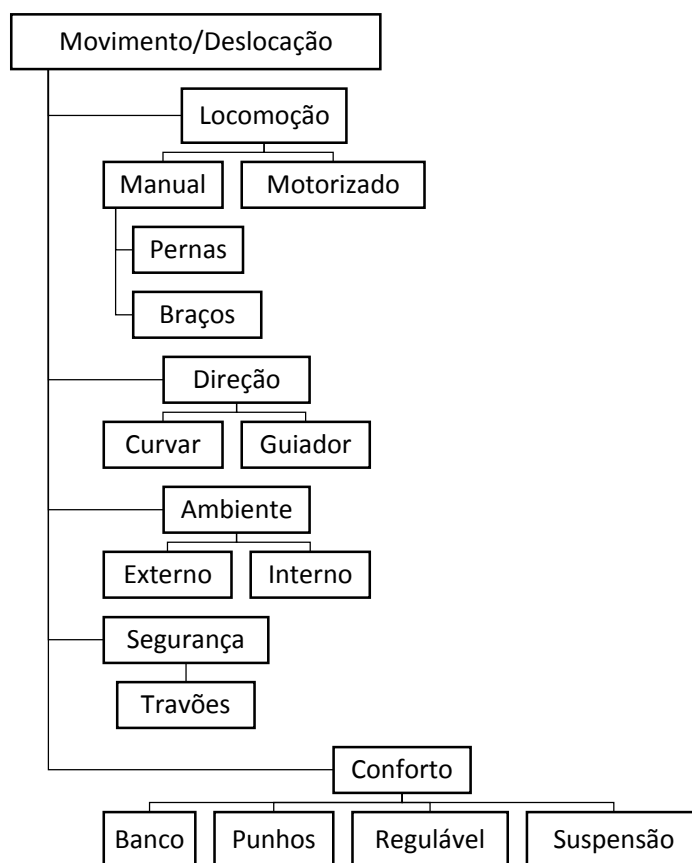 Movimento/Deslocação
Locomoção
Manual
Motorizado
Pernas
Braços
Direção
Curvar
Guiador
Ambiente
Externo
Interno
Segurança
Travões
Conforto
Banco
Punhos
Regulável
Suspensão